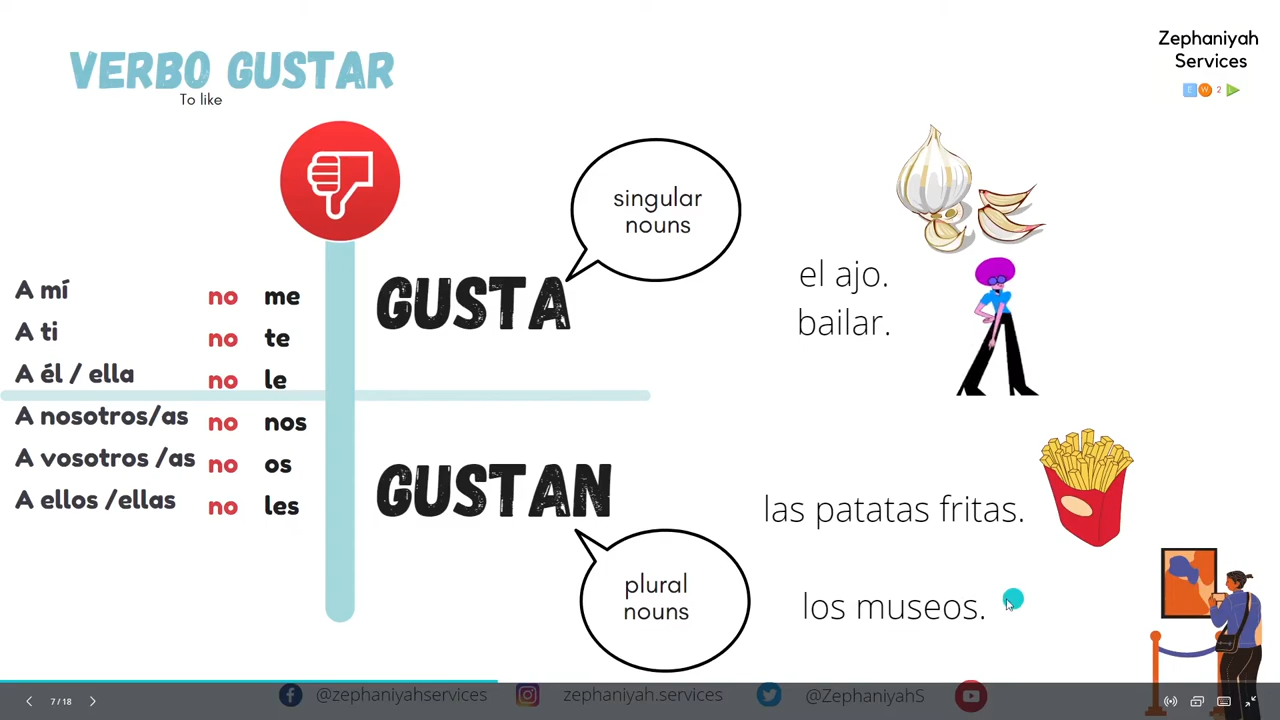 VERBO GUSTAR
To like
Zephaniyah
Services
E W 2
singular
nouns
A mí no me
A ti no te
A él / ella no le
A nosotros/as no nos
A vosotros /as no os
A ellos /ellas no les
GUSTA
el ajo.
bailar.
GUSTAN
las patatas fritas.
plural
nouns
los museos.
7 / 18
@zephaniyahservices
zephaniyah.services
@ZephaniyahS